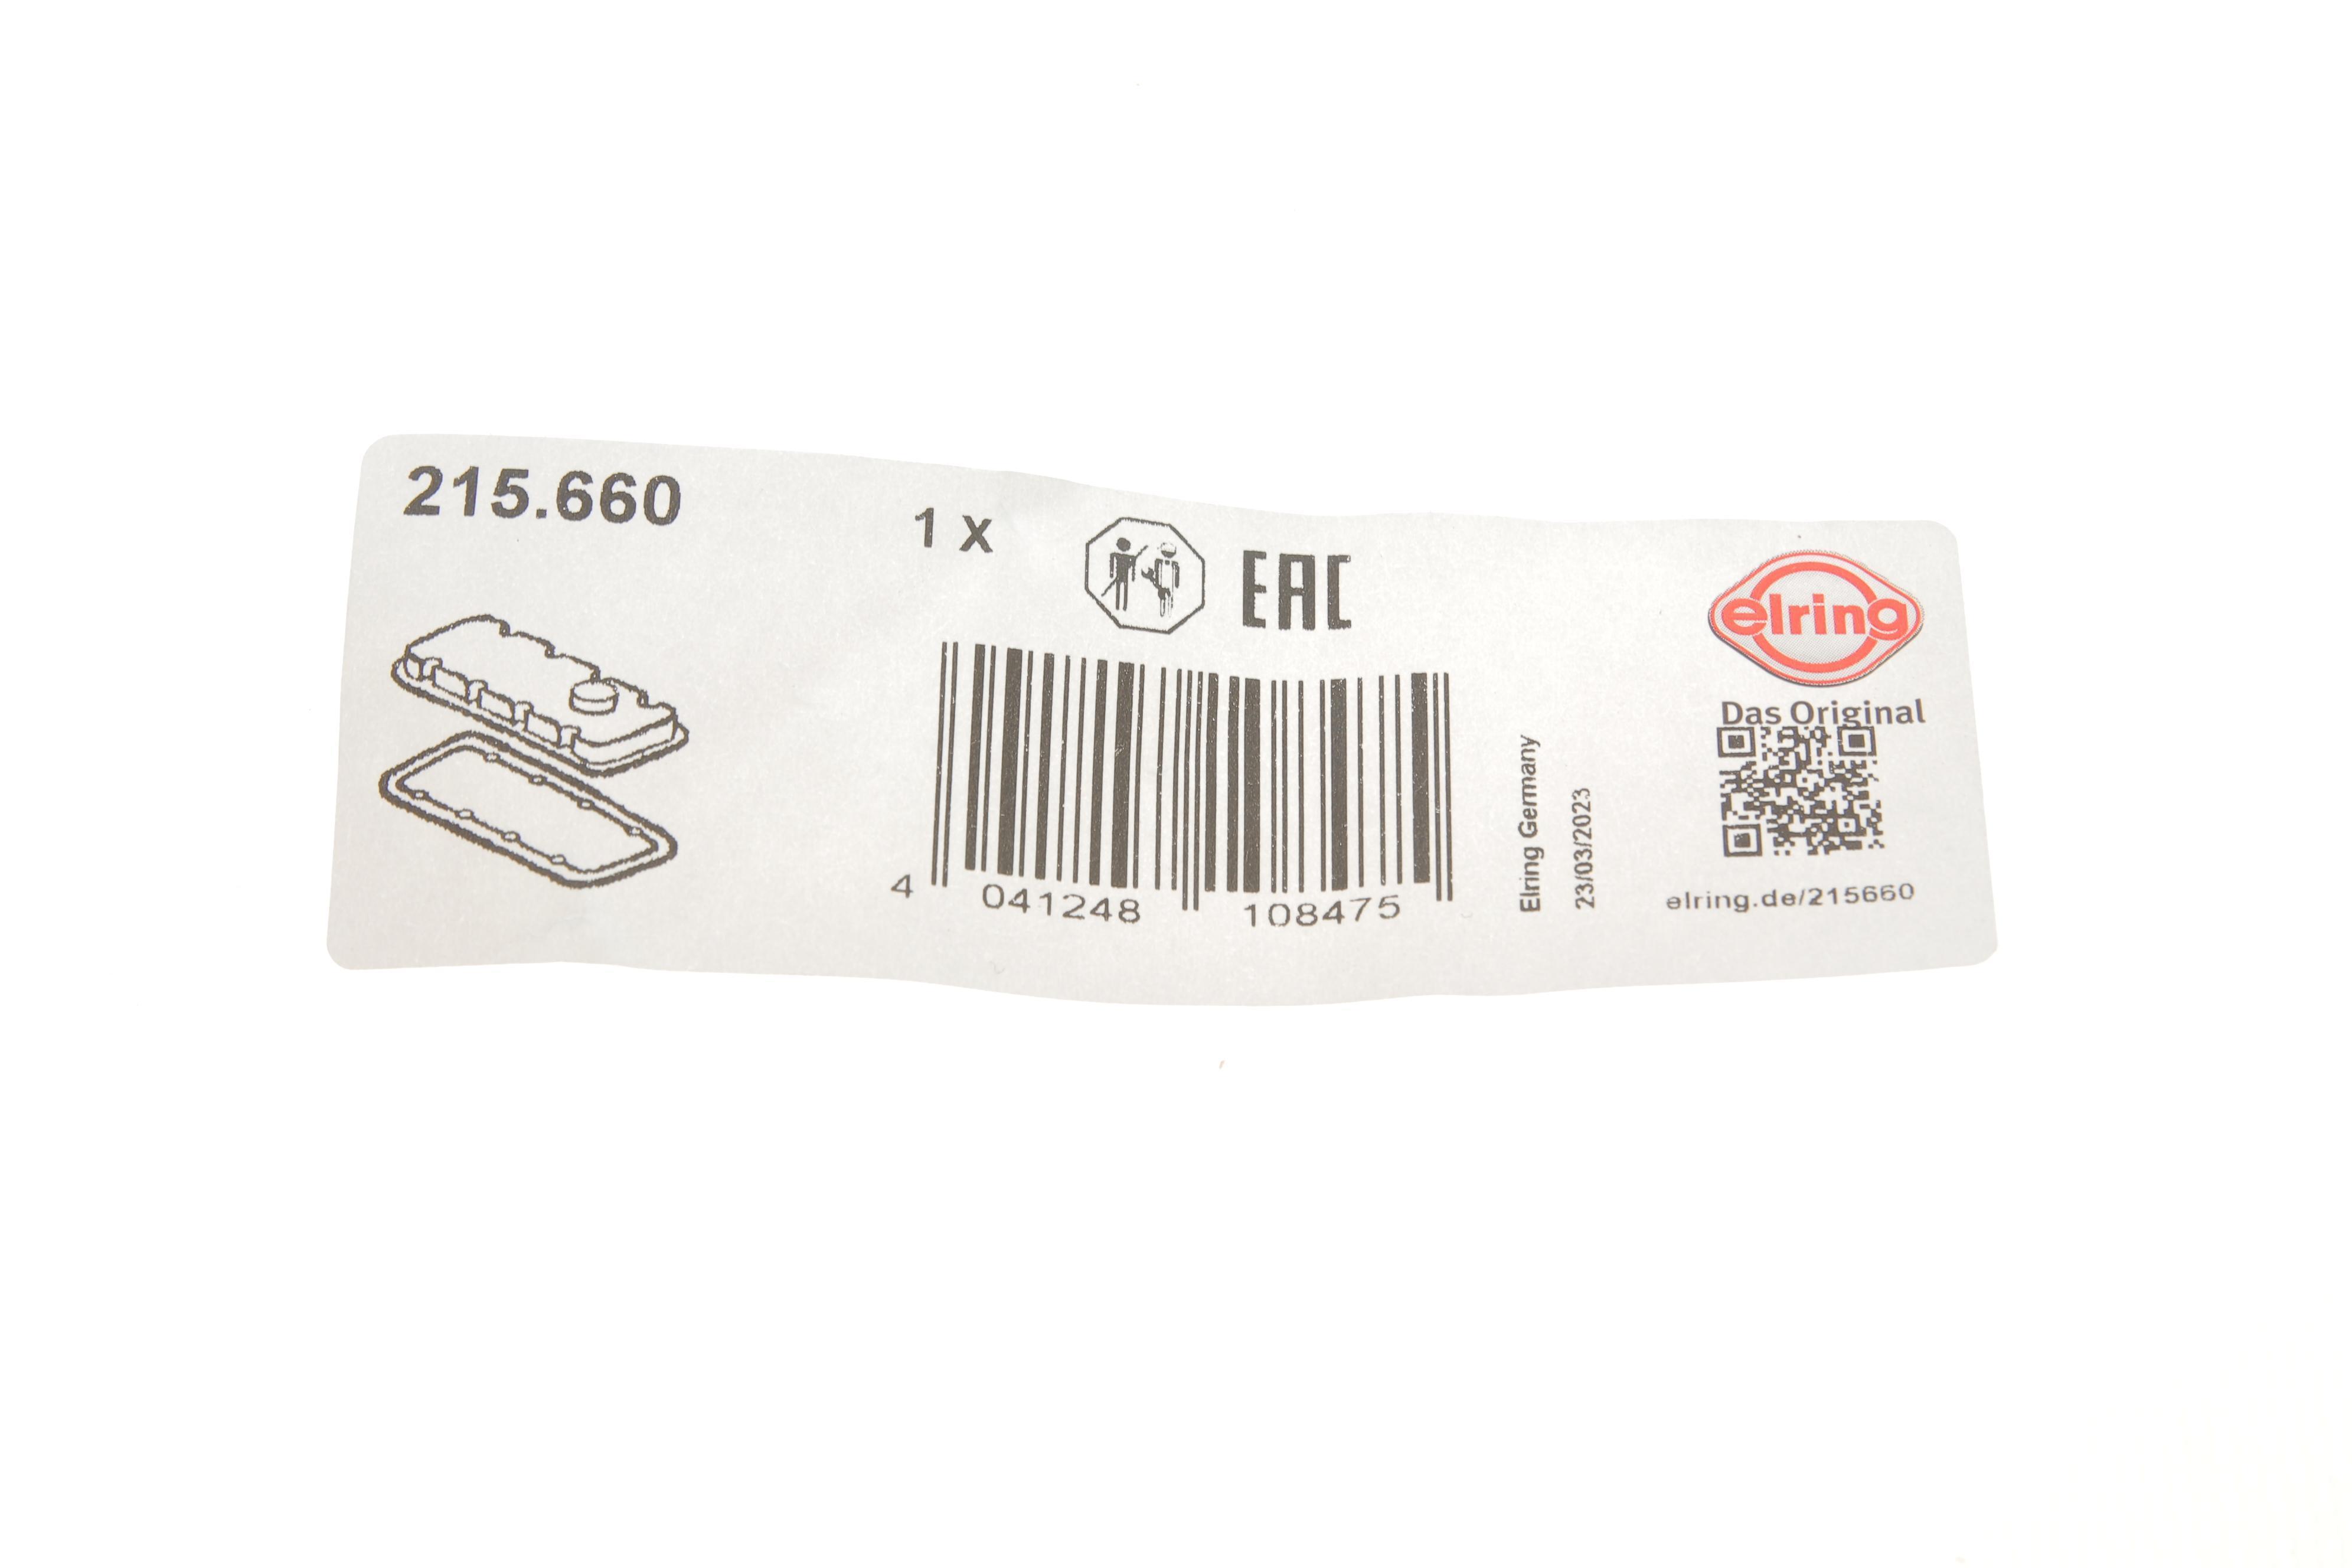 215.660
1 x
EAC
4 041248 108475
Elring Germany
23/03/2023
elring
Das Original
elring.de/215660